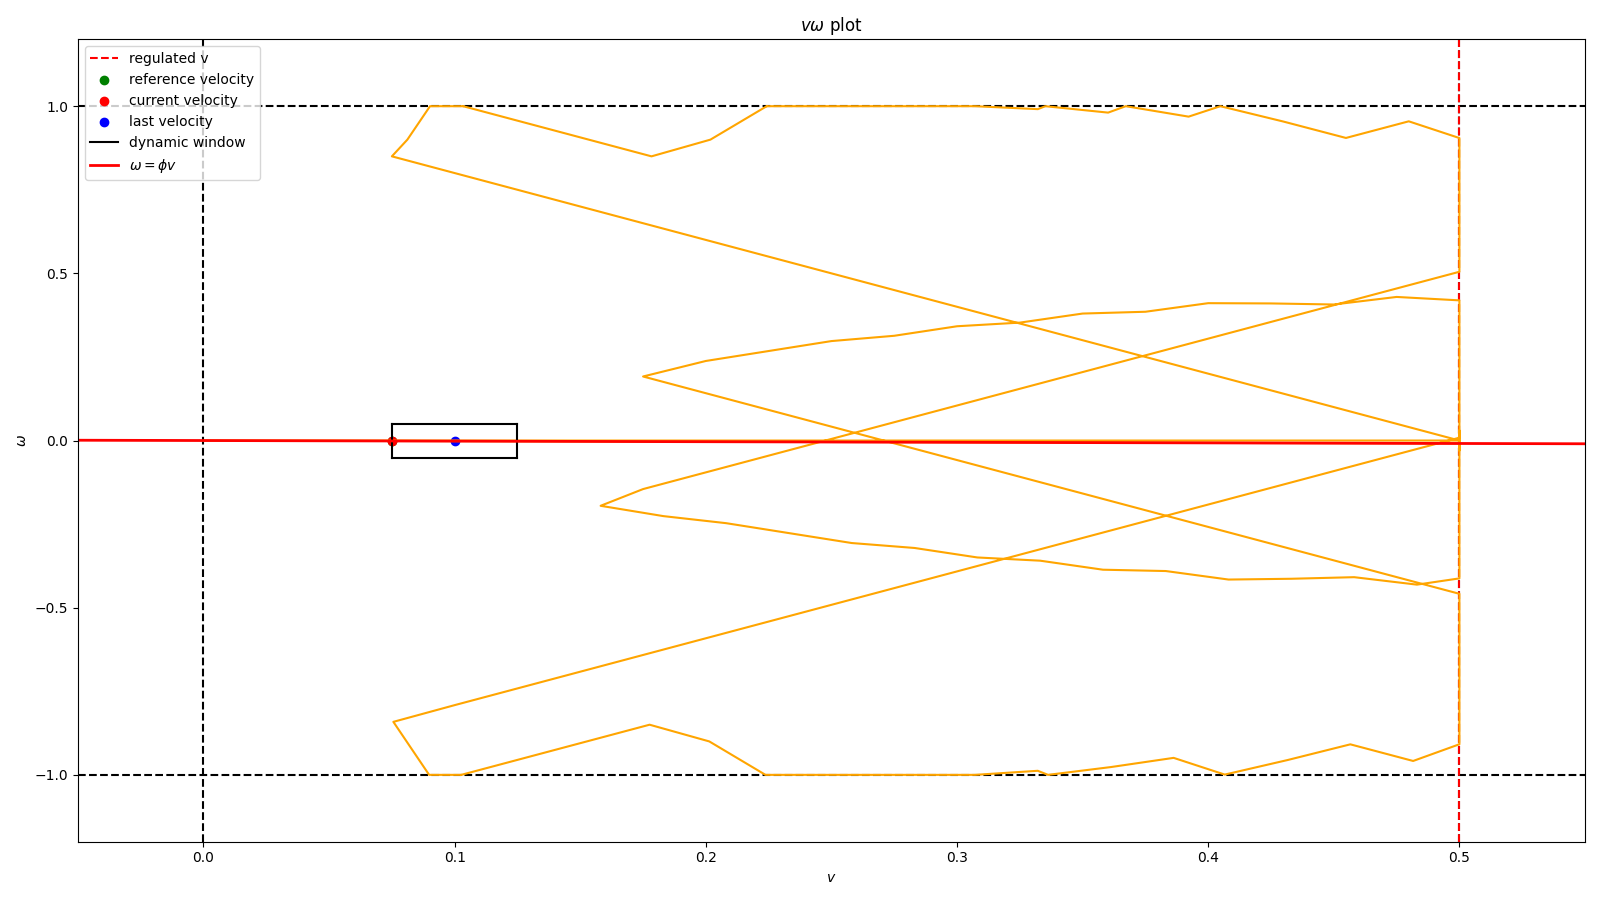 vω plot
regulated v
reference velocity
current velocity
last velocity
dynamic window
ω = ϕv
1.0
0.5
0.0
−0.5
−1.0
ω
0.0
0.1
0.2
0.3
0.4
0.5
v